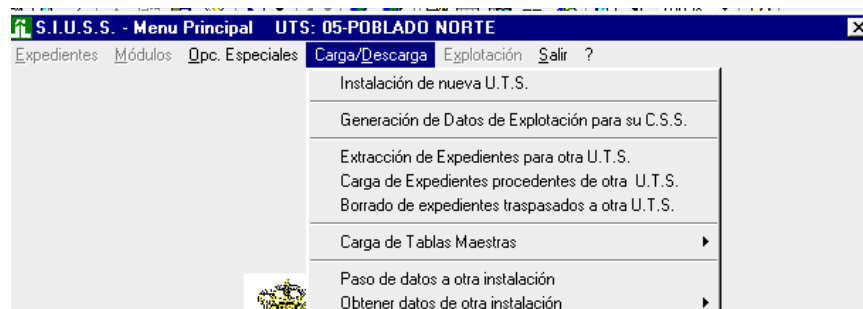 S.I.U.S.S. - Menu Principal UTS: 05-POBLADO NORTE
Expedientes Módulos Opc. Especiales Carga/Descarga Explotación Salir ?
Instalación de nueva U.T.S.
Generación de Datos de Explotación para su C.S.S.
Extracción de Expedientes para otra U.T.S.
Carga de Expedientes procedentes de otra U.T.S.
Borrado de expedientes traspasados a otra U.T.S.
Carga de Tablas Maestras
Paso de datos a otra instalación
Obtener datos de otra instalación